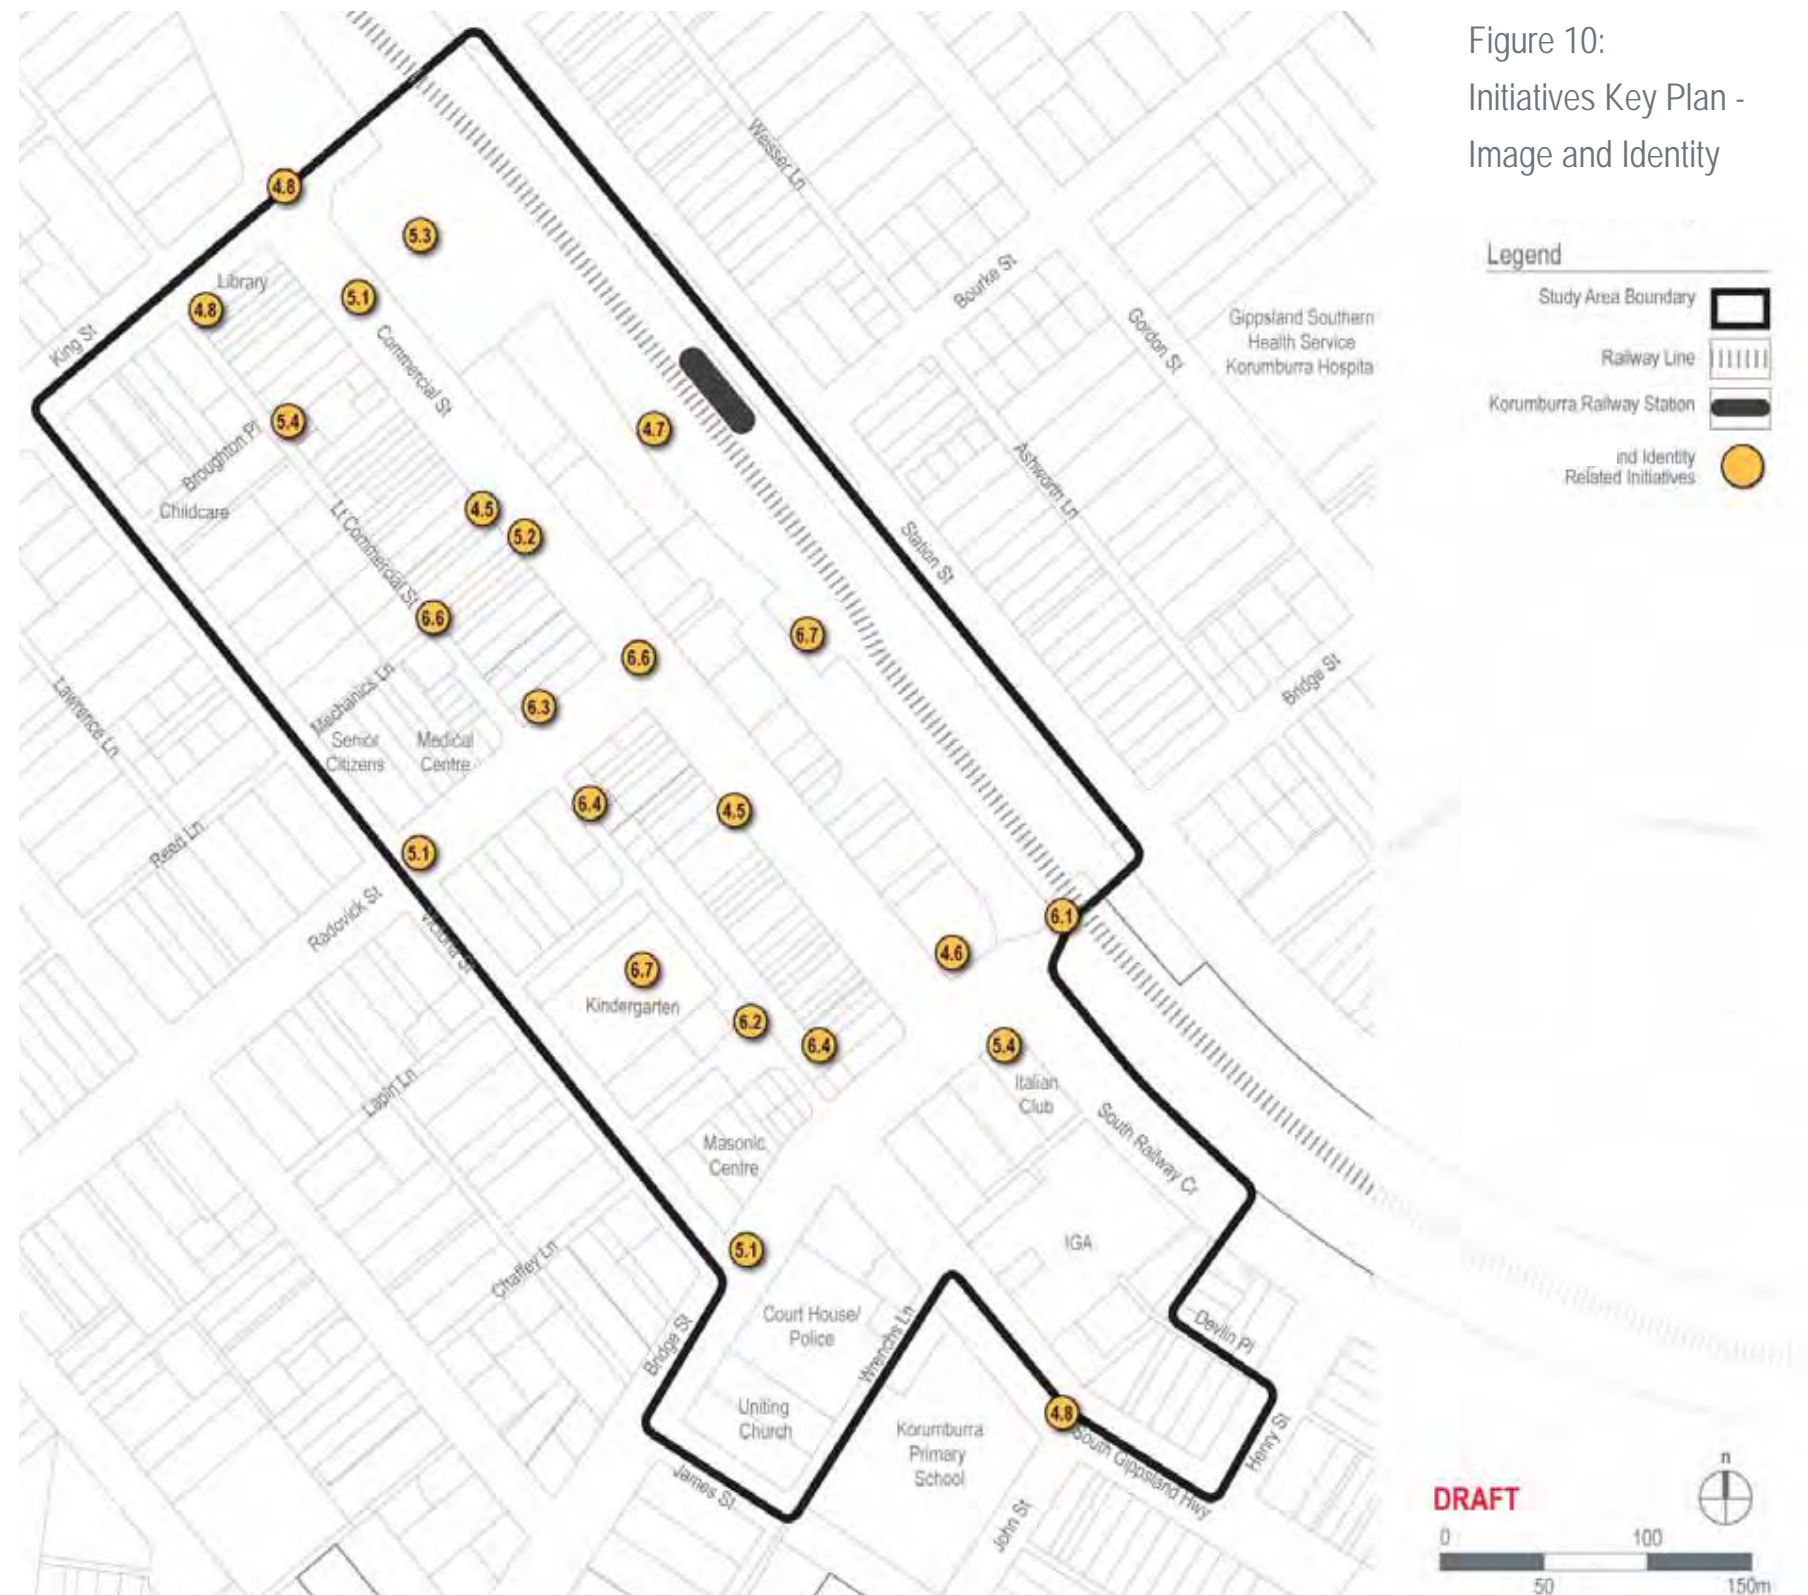 Figure 10:
Initiatives Key Plan -
Image and Identity
Legend
Study Area Boundary
Railway Line
Korumburra Railway Station
ind Identity
Related Initiatives
4.8
5.3
Library
4.8
5.1
King St
Commercial St
Weisser Ln
Bourke St
Gordon St
Gippsland Southern
Health Service
Korumburra Hospita
5.4
Broughton Pl
4.7
Childcare
Lt Commercial St
4.5
5.2
Ashworth Ln
Station St
6.6
6.7
6.6
Mechanics Ln
6.3
Lawrence Ln
Senior
Citizens
Medical
Centre
Bridge St
6.4
4.5
Reed Ln
5.1
Radovick St
Victoria St
6.1
4.6
6.7
Kindergarten
6.2
6.4
5.4
Italian
Club
Lapin Ln
South Railway Cr
Masonic
Centre
5.1
IGA
Chaffey Ln
Court House/
Police
Bridge St
Wrenchs Ln
Devlin Pl
Uniting
Church
4.8
Korumburra
Primary
School
South Gippsland Hwy
Henry St
James St
John St
n
DRAFT
0 100
50 150m